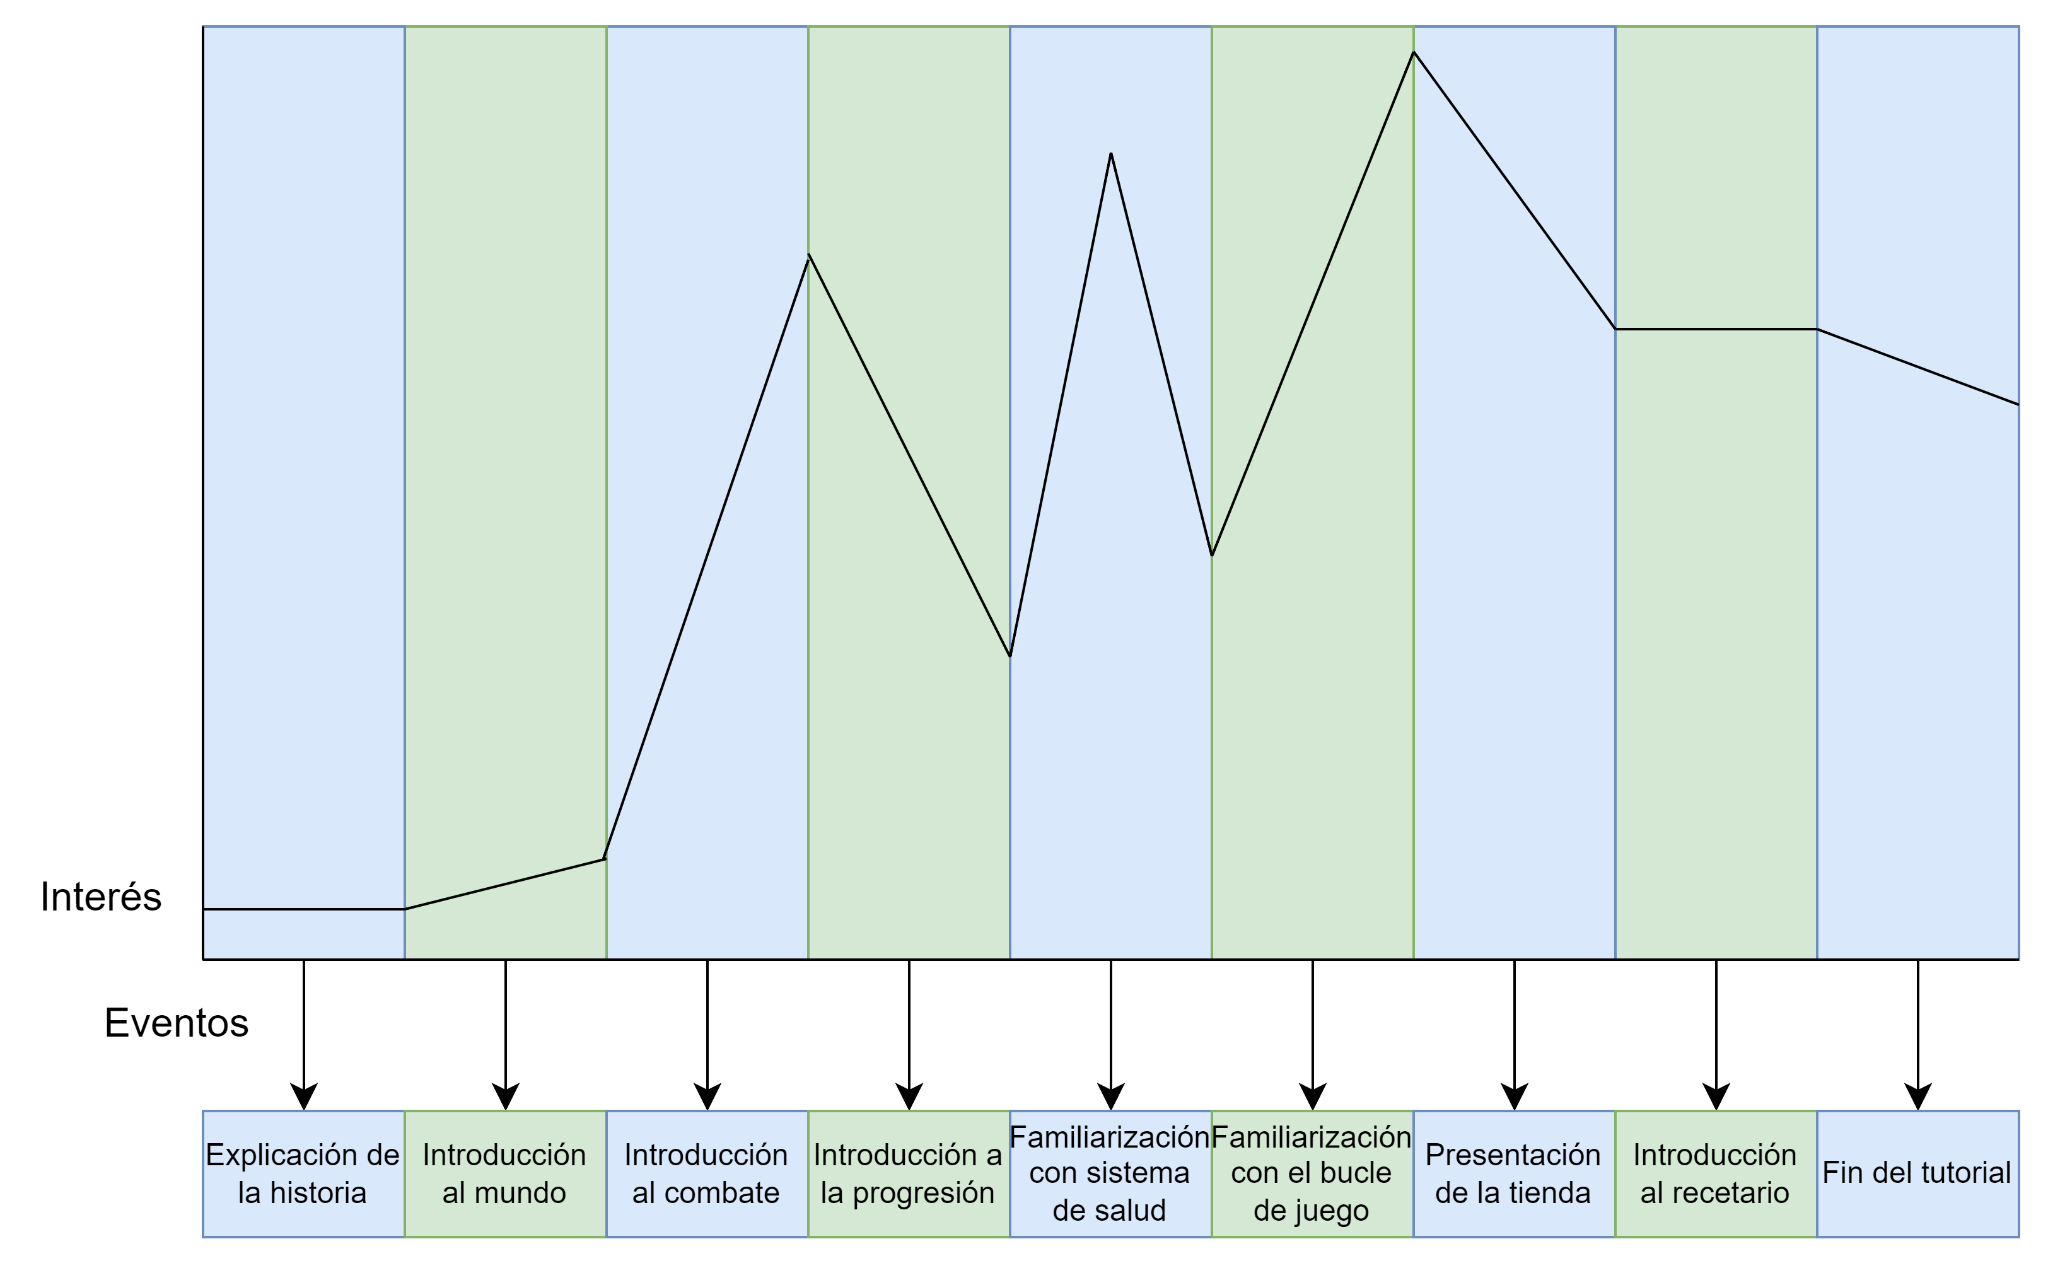 Interés
Eventos
Explicación de
la historia
Introducción
al mundo
Introducción
al combate
Introducción a
la progresión
Familiarización
con sistema
de salud
Familiarización
con el bucle
de juego
Presentación
de la tienda
Introducción
al recetario
Fin del tutorial